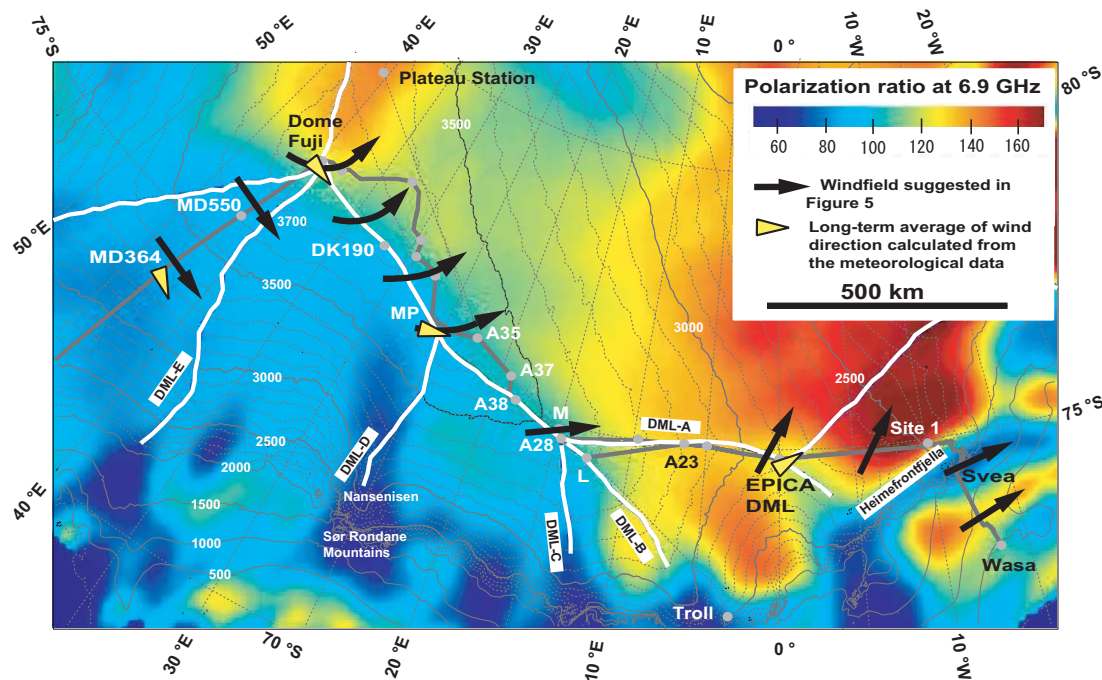 75 °S
50 °E
40 °E
30 °E
20 °E
10 °E
0 °
10 °W
20 °W
80 °S
Plateau Station
Dome
Fuji
3500
Polarization ratio at 6.9 GHz
60
80
100
120
140
160
Windfield suggested in
Figure 5
Long-term average of wind
direction calculated from
the meteorological data
500 km
MD550
3700
50 °E
MD364
DK190
3500
MP
A35
3000
A37
DML-E
3000
A38
2500
75 °S
M
DML-A
Site 1
A28
A23
2500
DML-D
L
EPICA
DML
Heimefrontfjella
Svea
2000
40 °E
Nansenisen
1500
Sør Rondane
Mountains
1000
DML-C
DML-B
Wasa
500
Troll
30 °E
70 °S
20 °E
10 °E
0 °
10 °W